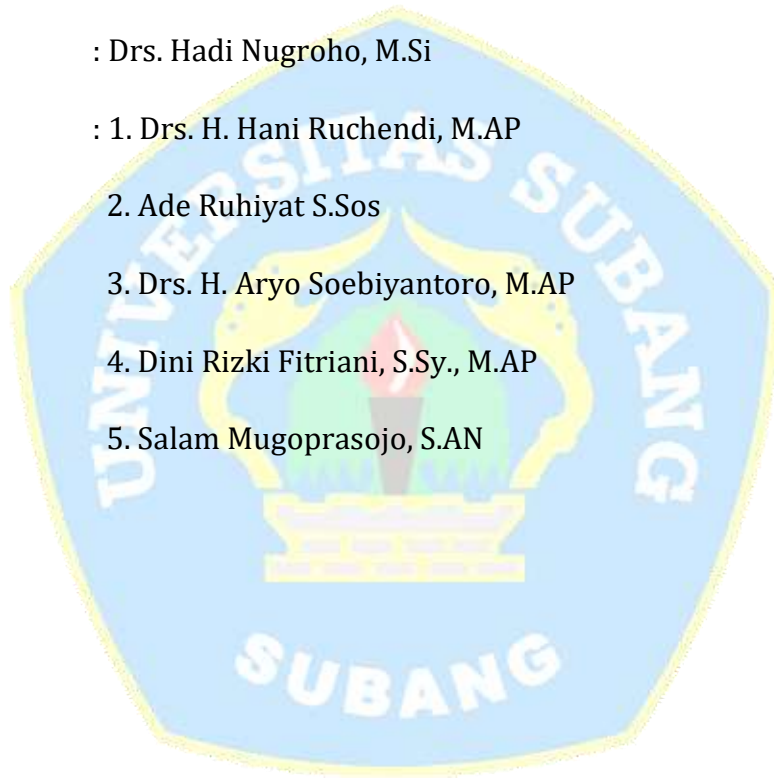 : Drs. Hadi Nugroho, M.Si
: 1. Drs. H. Hani Ruchendi, M.AP
2. Ade Ruhiyat S.Sos
3. Drs. H. Aryo Soebiyantoro, M.AP
4. Dini Rizki Fitriani, S.Sy., M.AP
5. Salam Mugoprasojo, S.AN
UNIVERSITAS SUBANG
SUBANG